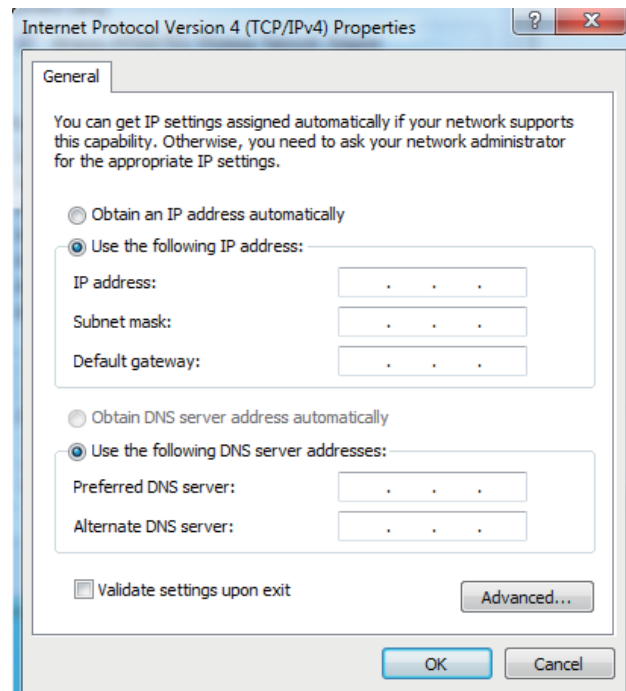 Internet Protocol Version 4 (TCP/IPv4) Properties
General
You can get IP settings assigned automatically if your network supports
this capability. Otherwise, you need to ask your network administrator
for the appropriate IP settings.
Obtain an IP address automatically
Use the following IP address:
IP address:
Subnet mask:
Default gateway:
Obtain DNS server address automatically
Use the following DNS server addresses:
Preferred DNS server:
Alternate DNS server:
Validate settings upon exit
Advanced...
OK
Cancel